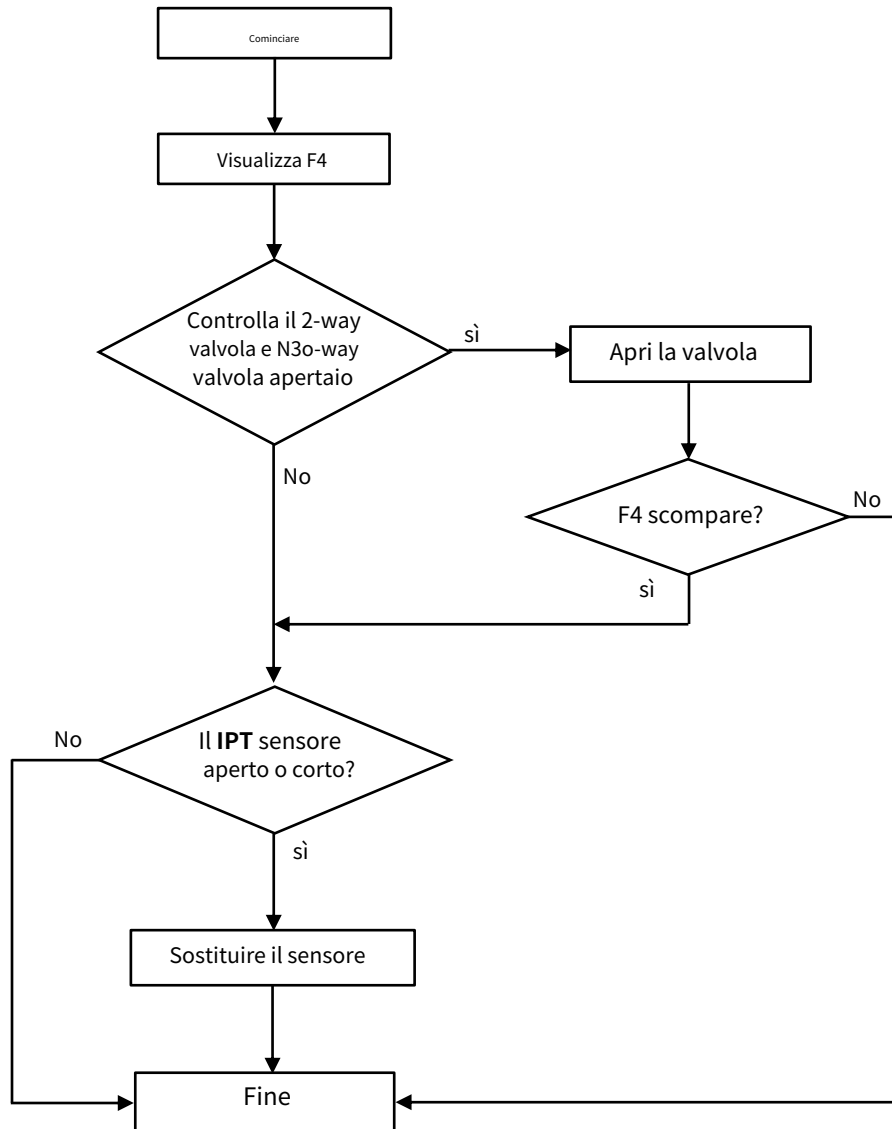 Cominciare
Visualizza F4
Controlla il 2-way
valvola e N3o-way
valvola apertaio
sì
Apri la valvola
No
F4 scompare?
No
sì
Il IPT sensore
aperto o corto?
No
sì
Sostituire il sensore
Fine